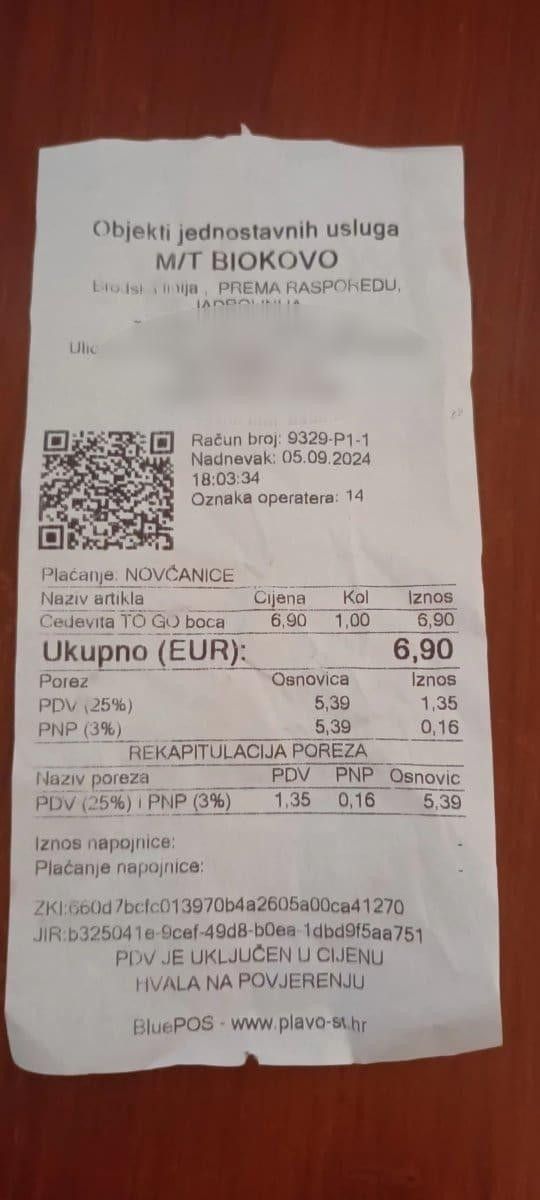 Objekti jednostavnih usluga
M/T BIOKOVO
linija , PREMA RASPOREDU,
Ulic
Račun broj: 9329-P1-1
Nadnevak: 05.09.2024
18:03:34
Oznaka operatera: 14
Plaćanje: NOVČANICE
Naziv artikla Cijena Kol Iznos
Cedevita TO GO boca 6,90 1,00 6,90
Ukupno (EUR): 6,90
Porez Osnovica Iznos
PDV (25%) 5,39 1,35
PNP (3%) 5,39 0,16
REKAPITULACIJA POREZA
Naziv poreza PDV PNP Osnovic
PDV (25%) i PNP (3%) 1,35 0,16 5,39
Iznos napojnice: -
Plaćanje napojnice: -
ZKI:660d7bcfc013970b4a2605a00ca41270
JIR:b325041e-9cef-49d8-b0ea-1dbd9f5aa751
PDV JE UKLJUČEN U CIJENU
HVALA NA POVJERENJU
BluePOS - www.plavo-st.hr